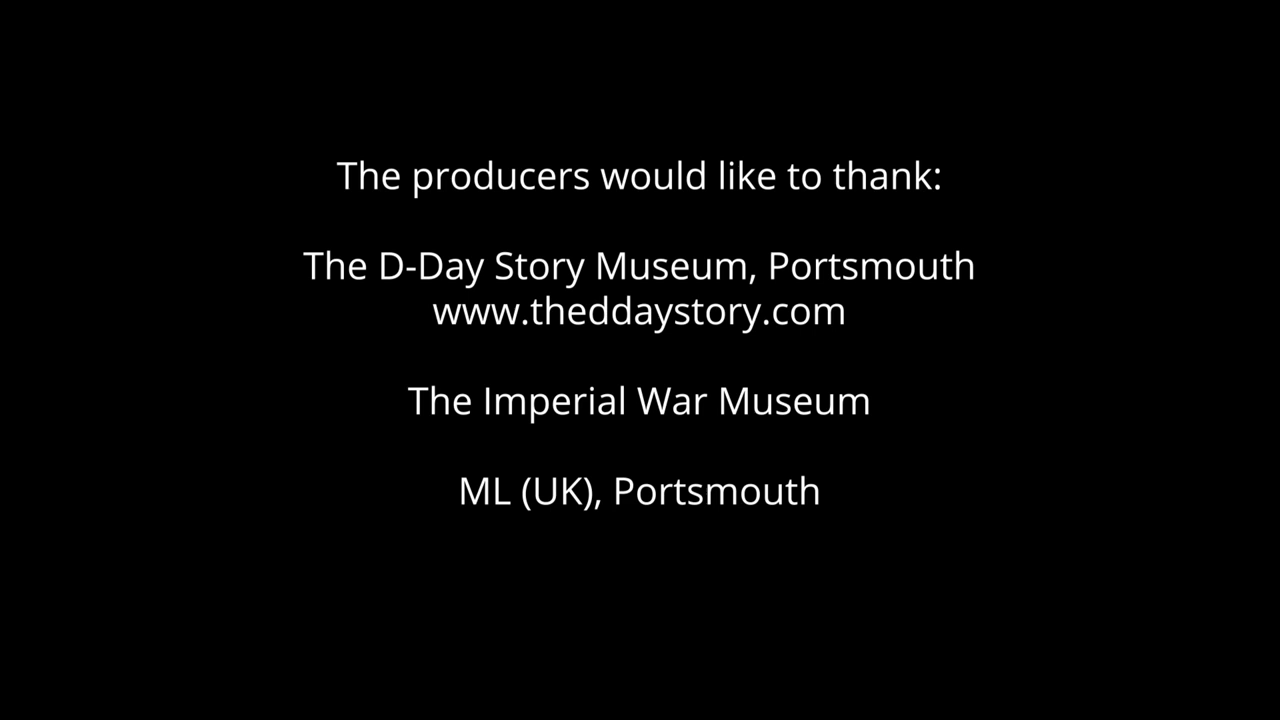 The producers would like to thank:
The D-Day Story Museum, Portsmouth
www.theddaystory.com
The Imperial War Museum
ML (UK), Portsmouth